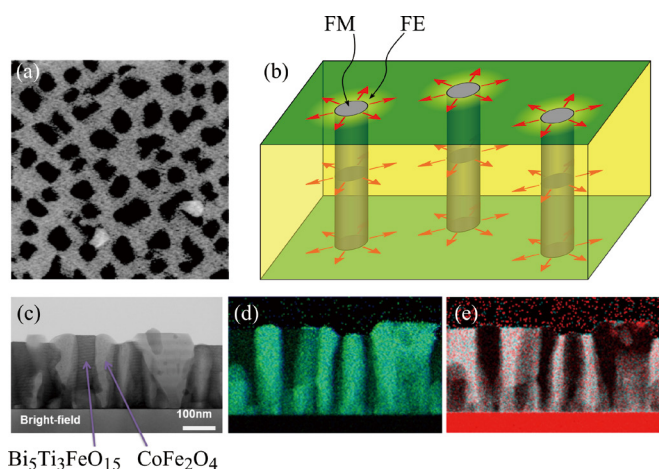 FM FE
(a)
(b)
(c)
(d)
(e)
Bright-field
100nm
Bi₅Ti₃FeO₁₅ CoFe₂O₄